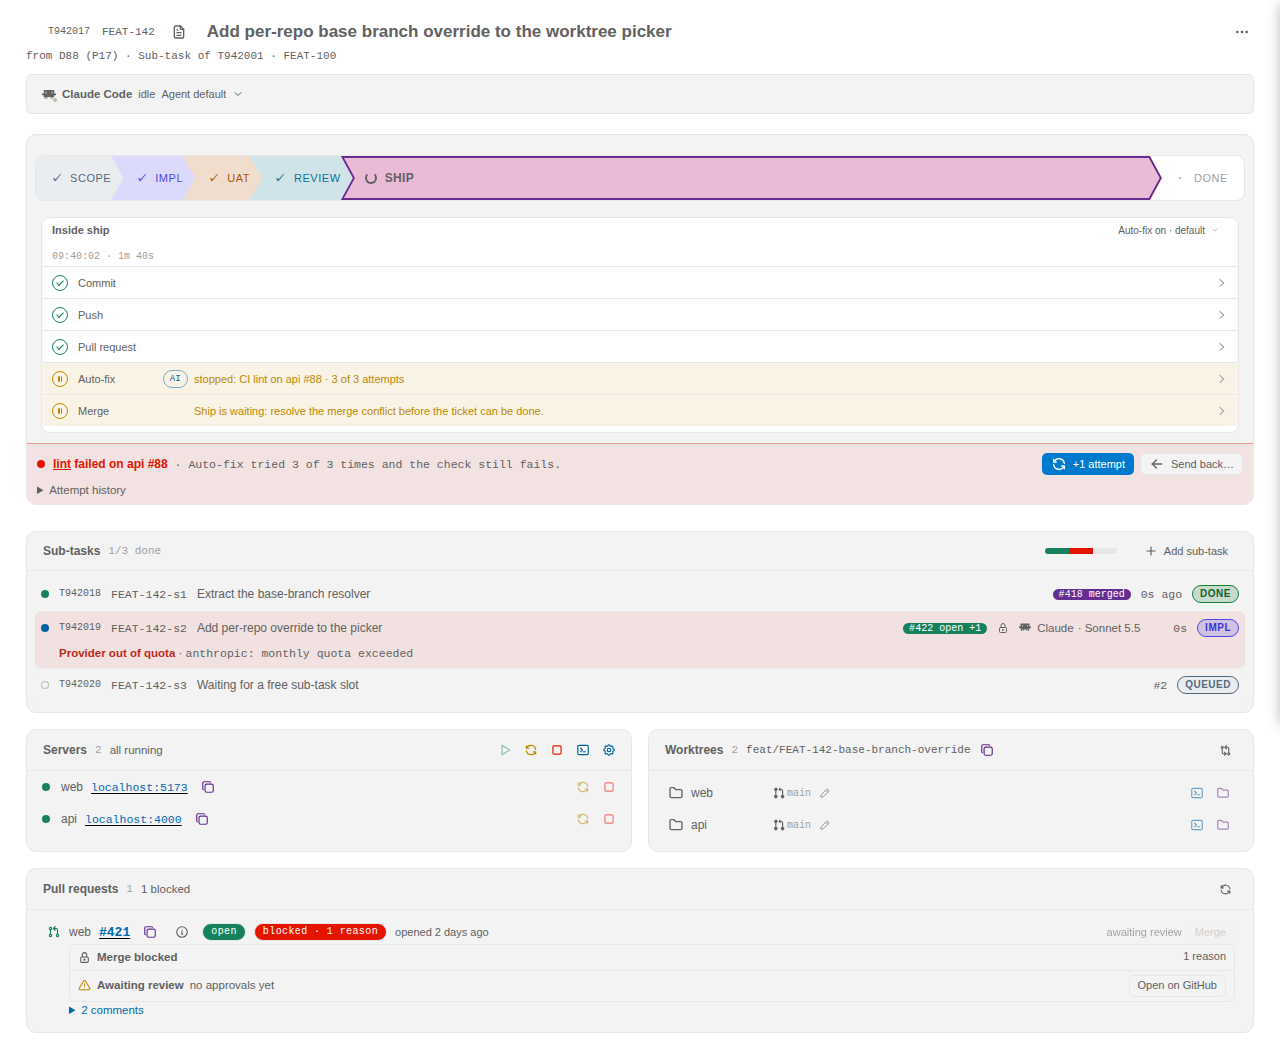 T942017 FEAT-142 Add per-repo base branch override to the worktree picker
from D88 (P17) · Sub-task of T942001 · FEAT-100
Claude Code idle Agent default
SCOPE IMPL UAT REVIEW SHIP · DONE
Inside ship Auto-fix on · default
09:40:02 · 1m 40s
Commit
Push
Pull request
Auto-fix AI stopped: CI lint on api #88 · 3 of 3 attempts
Merge Ship is waiting: resolve the merge conflict before the ticket can be done.
lint failed on api #88 · Auto-fix tried 3 of 3 times and the check still fails. +1 attempt Send back…
Attempt history
Sub-tasks 1/3 done Add sub-task
T942018 FEAT-142-s1 Extract the base-branch resolver #418 merged 0s ago DONE
T942019 FEAT-142-s2 Add per-repo override to the picker #422 open +1 Claude · Sonnet 5.5 0s IMPL
Provider out of quota · anthropic: monthly quota exceeded
T942020 FEAT-142-s3 Waiting for a free sub-task slot #2 QUEUED
Servers 2 all running
web localhost:5173
api localhost:4000
Worktrees 2 feat/FEAT-142-base-branch-override
web main
api main
Pull requests 1 1 blocked
web #421 open blocked · 1 reason opened 2 days ago awaiting review Merge
Merge blocked 1 reason
Awaiting review no approvals yet Open on GitHub
2 comments